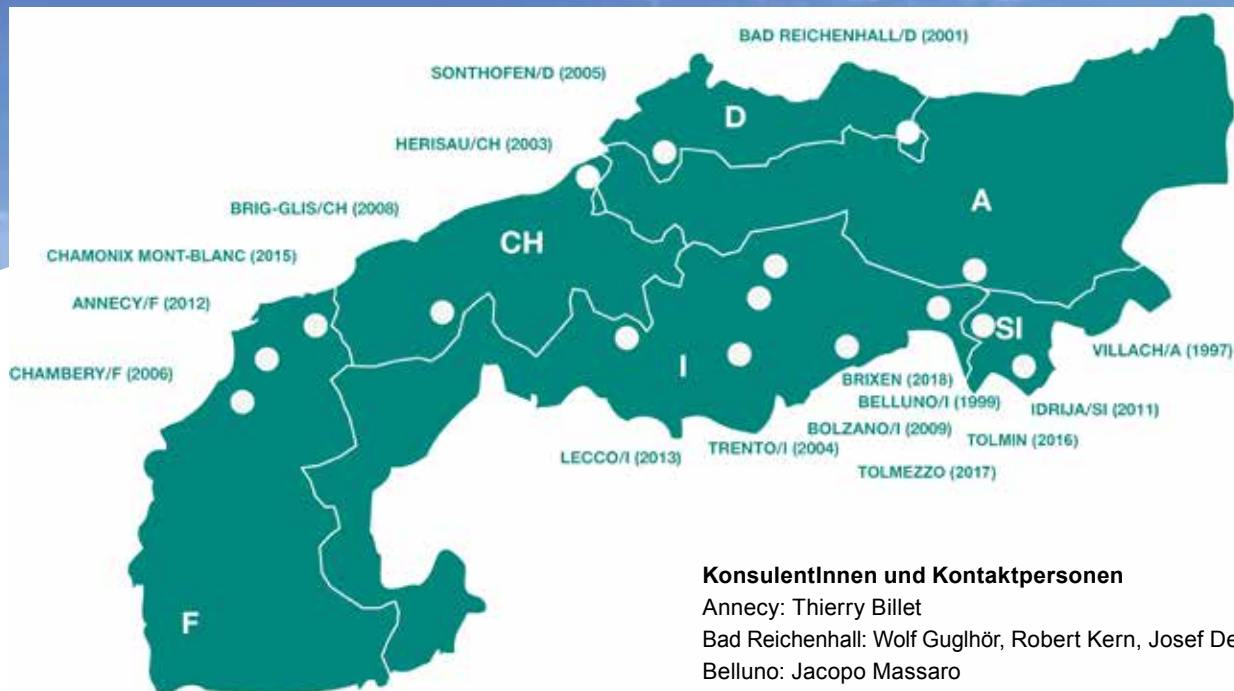 BAD REICHENHALL/D (2001)
SONTHOFEN/D (2005)
D
HERISAU/CH (2003)
BRIG-GLIS/CH (2008)
A
CH
CHAMONIX MONT-BLANC (2015)
ANNECY/F (2012)
SI
VILLACH/A (1997)
CHAMBERY/F (2006)
I
BRIXEN (2018)
BELLUNO/I (1999)
IDRIJA/SI (2011)
BOLZANO/I (2009)
TOLMIN (2016)
TRENTO/I (2004)
LECCO/I (2013)
TOLMEZZO (2017)
F
KonsulentInnen und Kontaktpersonen
Annecy: Thierry Billet
Bad Reichenhall: Wolf Guglhör, Robert Kern, Josef De
Belluno: Jacopo Massaro